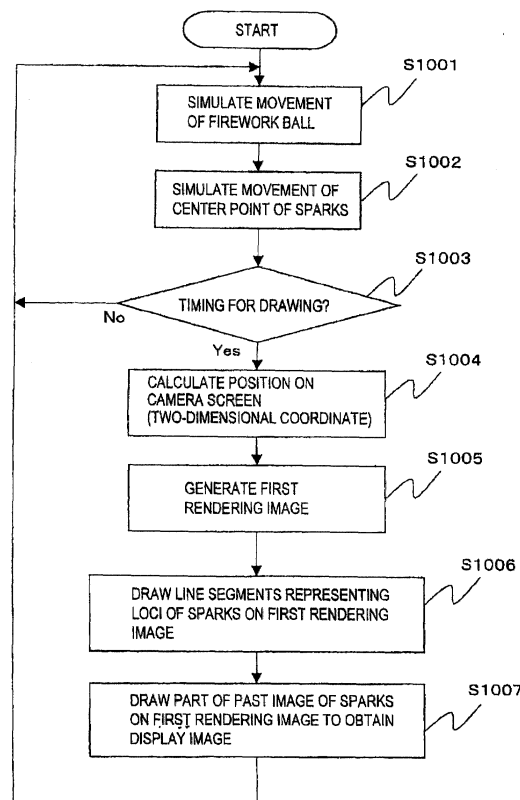 START
S1001
SIMULATE MOVEMENT
OF FIREWORK BALL
S1002
SIMULATE MOVEMENT OF
CENTER POINT OF SPARKS
S1003
TIMING FOR DRAWING?
No
Yes
S1004
CALCULATE POSITION ON
CAMERA SCREEN
(TWO-DIMENSIONAL COORDINATE)
S1005
GENERATE FIRST
RENDERING IMAGE
S1006
DRAW LINE SEGMENTS REPRESENTING
LOCI OF SPARKS ON FIRST RENDERING
IMAGE
S1007
DRAW PART OF PAST IMAGE OF SPARKS
ON FIRST RENDERING IMAGE TO OBTAIN
DISPLAY IMAGE